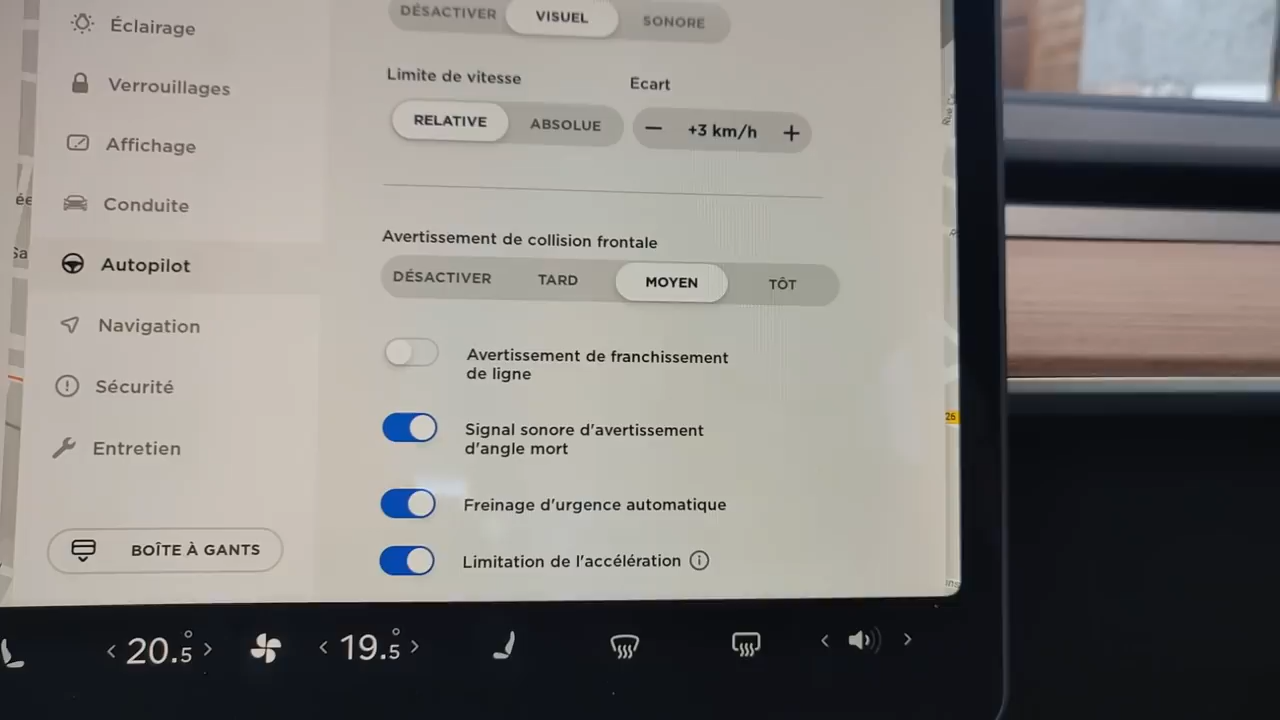 DÉSACTIVER
VISUEL
SONORE
Éclairage
Limite de vitesse
Ecart
Verrouillages
RELATIVE
ABSOLUE
− +3 km/h +
Affichage
Conduite
Avertissement de collision frontale
Autopilot
DÉSACTIVER
TARD
MOYEN
TÔT
Navigation
Avertissement de franchissement
de ligne
Sécurité
Signal sonore d'avertissement
d'angle mort
Entretien
Freinage d'urgence automatique
BOÎTE À GANTS
Limitation de l'accélération
< 20.5° >
< 19.5° >
26